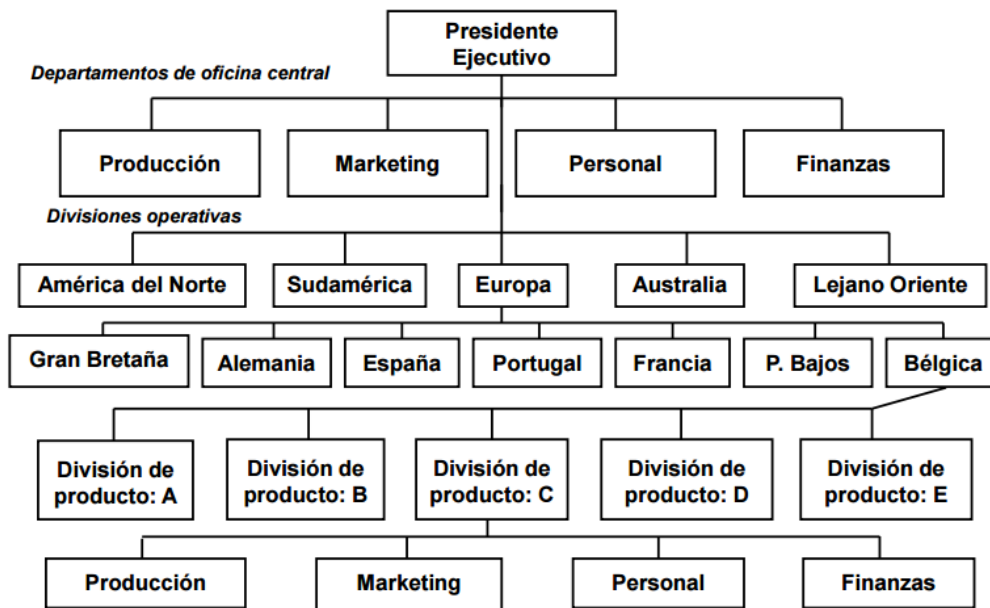 Presidente
Ejecutivo
Departamentos de oficina central
Producción
Marketing
Personal
Finanzas
Divisiones operativas
América del Norte
Sudamérica
Europa
Australia
Lejano Oriente
Gran Bretaña
Alemania
España
Portugal
Francia
P. Bajos
Bélgica
División de
producto: A
División de
producto: B
División de
producto: C
División de
producto: D
División de
producto: E
Producción
Marketing
Personal
Finanzas